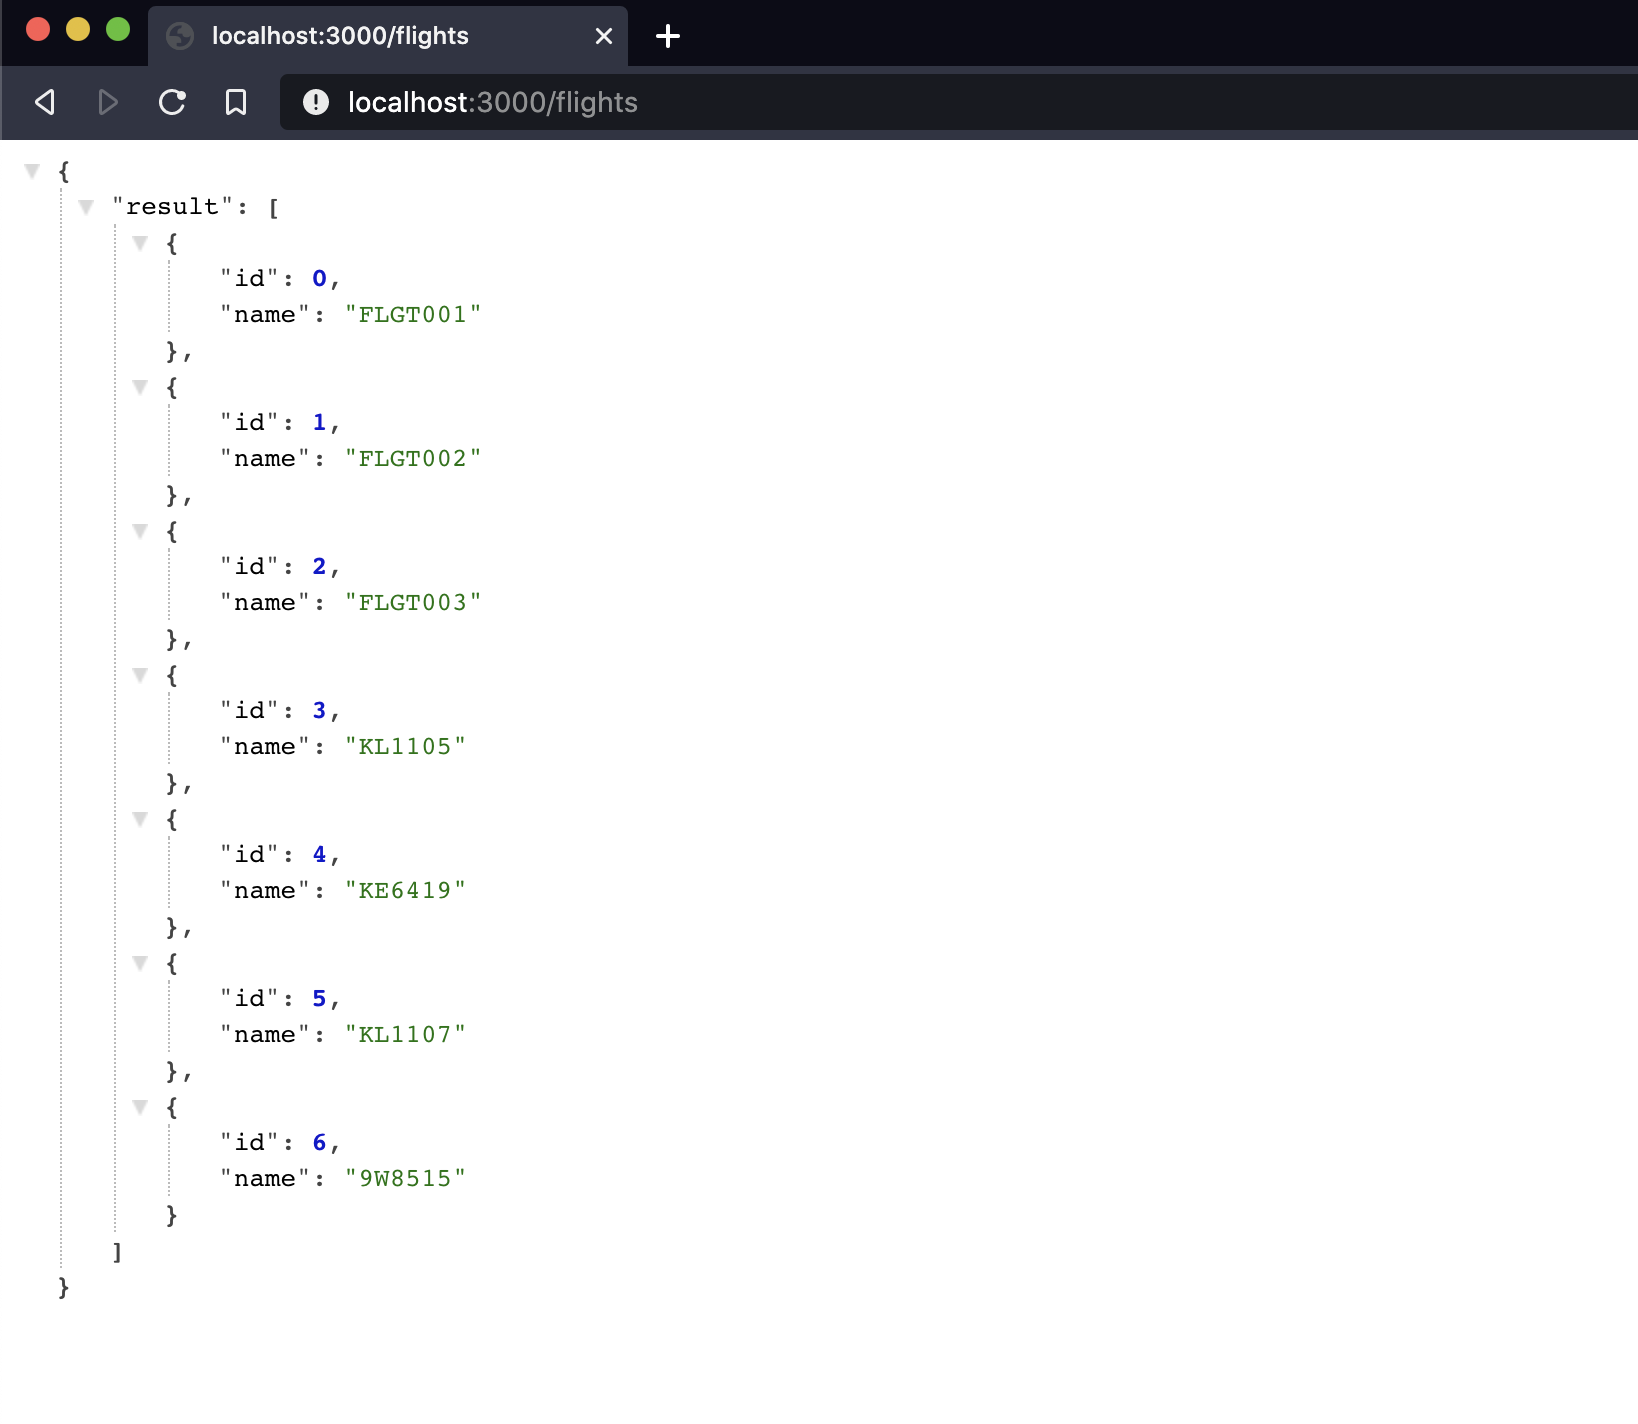 localhost:3000/flights
localhost:3000/flights
{
"result": [
{
"id": 0,
"name": "FLGT001"
},
{
"id": 1,
"name": "FLGT002"
},
{
"id": 2,
"name": "FLGT003"
},
{
"id": 3,
"name": "KL1105"
},
{
"id": 4,
"name": "KE6419"
},
{
"id": 5,
"name": "KL1107"
},
{
"id": 6,
"name": "9W8515"
}
]
}